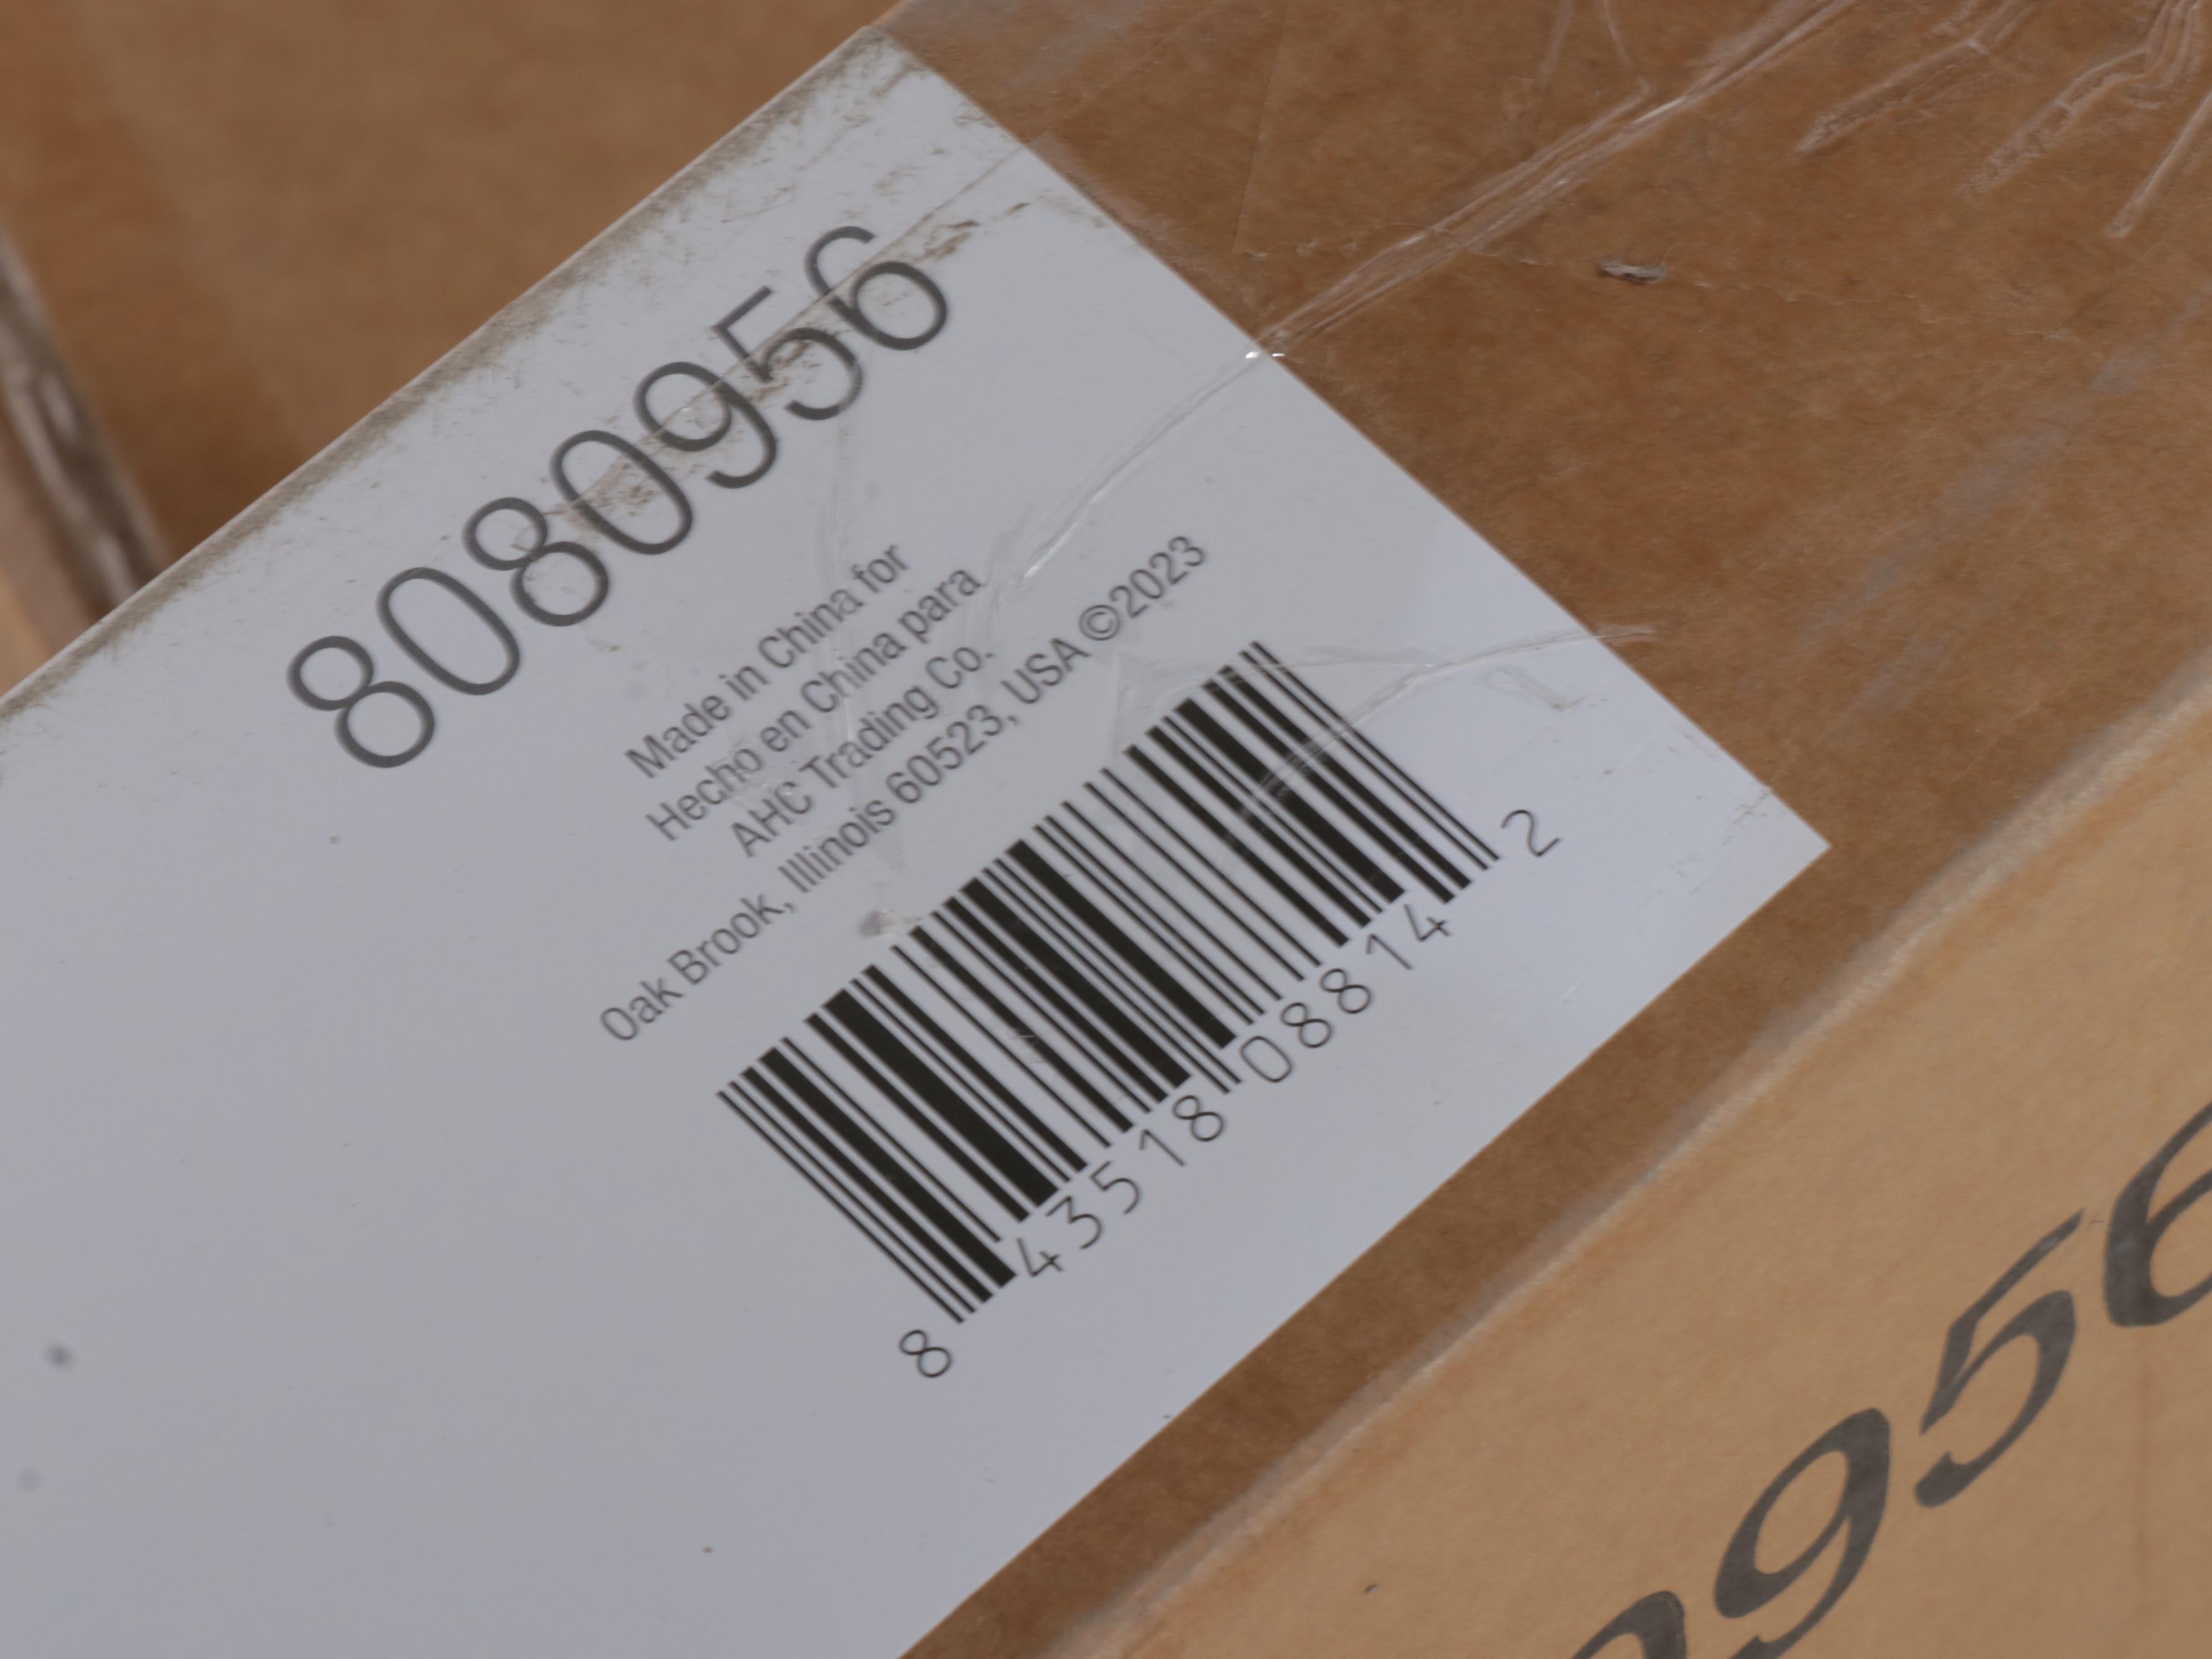 8080956
Made in China for
Hecho en China para
AHC Trading Co.
Oak Brook, Illinois 60523, USA ©2023
8 43518 08814 2
0956